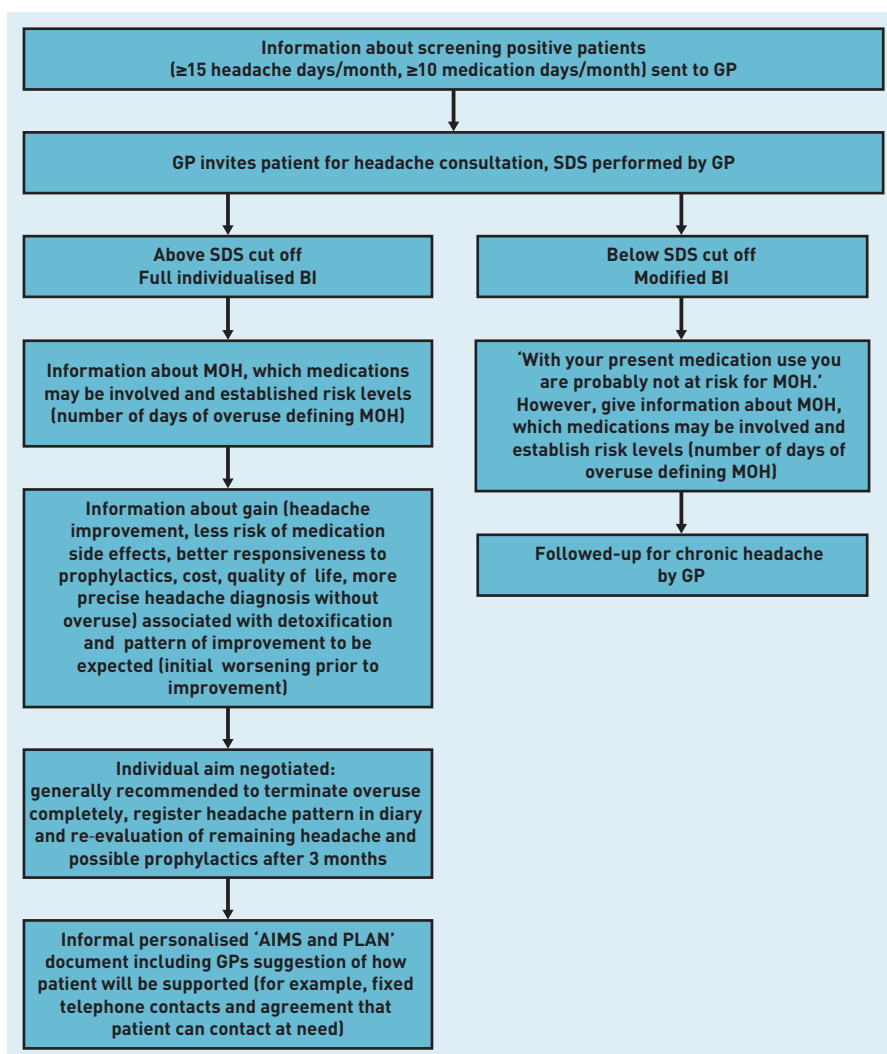 Information about screening positive patients
(≥15 headache days/month, ≥10 medication days/month) sent to GP
GP invites patient for headache consultation, SDS performed by GP
Above SDS cut off
Full individualised BI
Information about MOH, which medications
may be involved and established risk levels
(number of days of overuse defining MOH)
Information about gain (headache
improvement, less risk of medication
side effects, better responsiveness to
prophylactics, cost, quality of life, more
precise headache diagnosis without
overuse) associated with detoxification
and pattern of improvement to be
expected (initial worsening prior to
improvement)
Individual aim negotiated:
generally recommended to terminate overuse
completely, register headache pattern in diary
and re-evaluation of remaining headache and
possible prophylactics after 3 months
Informal personalised ‘AIMS and PLAN’
document including GPs suggestion of how
patient will be supported (for example, fixed
telephone contacts and agreement that
patient can contact at need)
Below SDS cut off
Modified BI
‘With your present medication use you
are probably not at risk for MOH.’
However, give information about MOH,
which medications may be involved and
establish risk levels (number of days of
overuse defining MOH)
Followed-up for chronic headache
by GP